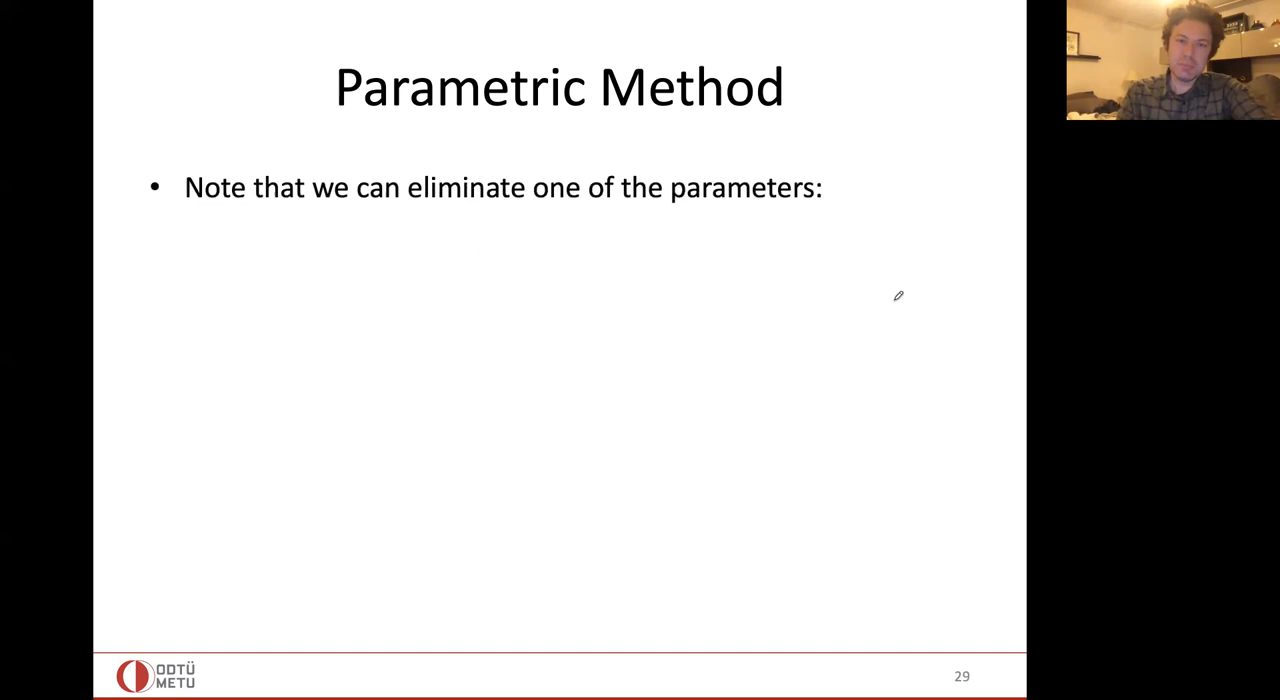 Parametric Method
• Note that we can eliminate one of the parameters:
ODTÜ
METU
29